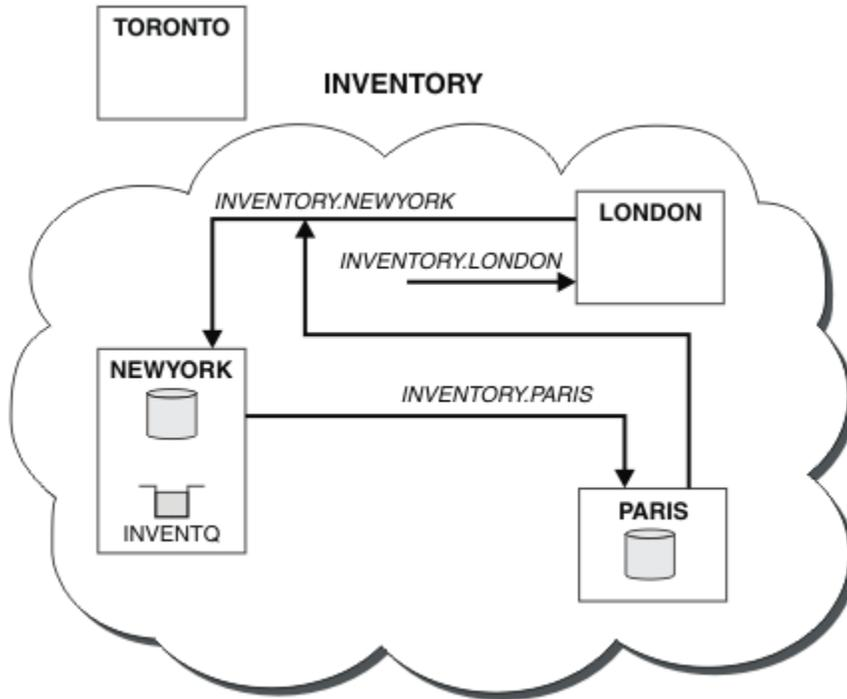 TORONTO
INVENTORY
INVENTORY.NEWYORK
LONDON
INVENTORY.LONDON
NEWYORK
INVENTORY.PARIS
PARIS
INVENTQ